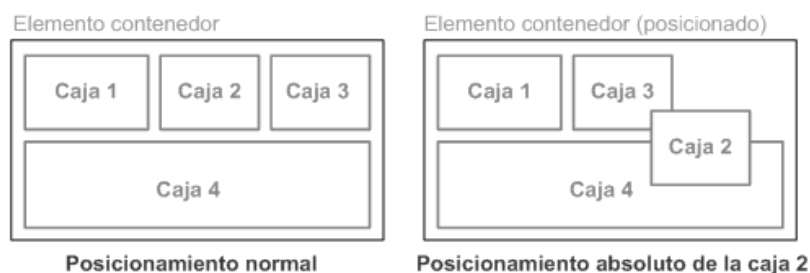 Elemento contenedor
Caja 1
Caja 2
Caja 3
Caja 4
Posicionamiento normal
Elemento contenedor (posicionado)
Caja 1
Caja 3
Caja 2
Caja 4
Posicionamiento absoluto de la caja 2